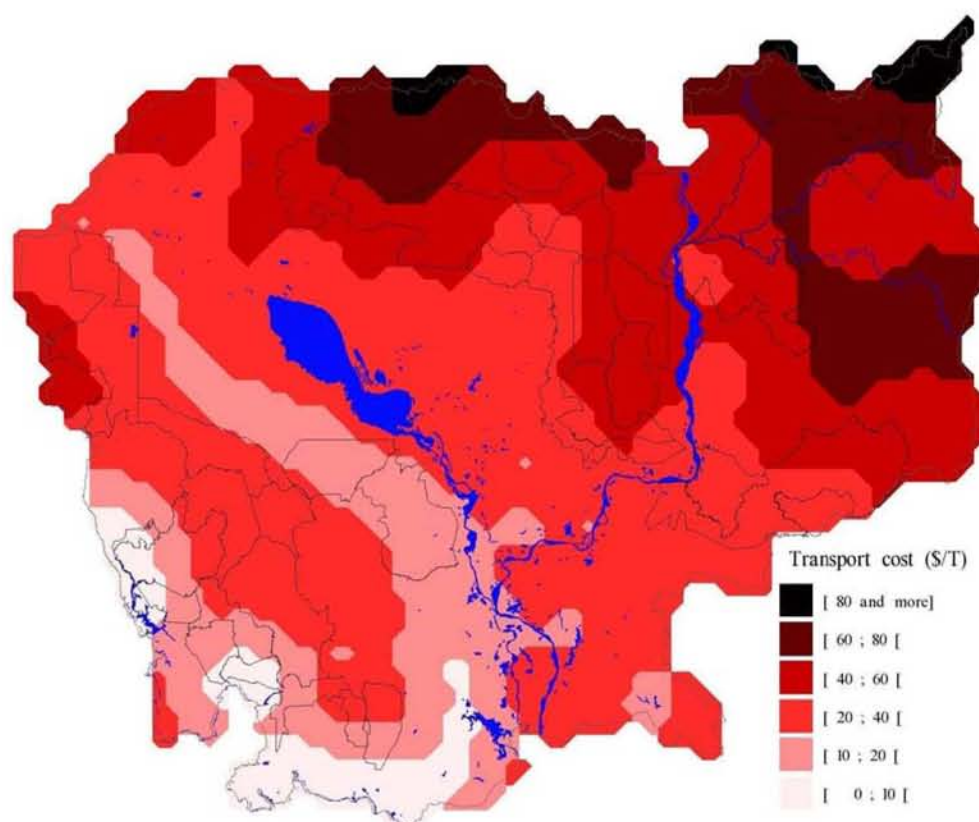 Transport cost ($/T)
[ 80 and more]
[ 60 ; 80 [
[ 40 ; 60 [
[ 20 ; 40 [
[ 10 ; 20 [
[ 0 ; 10 [